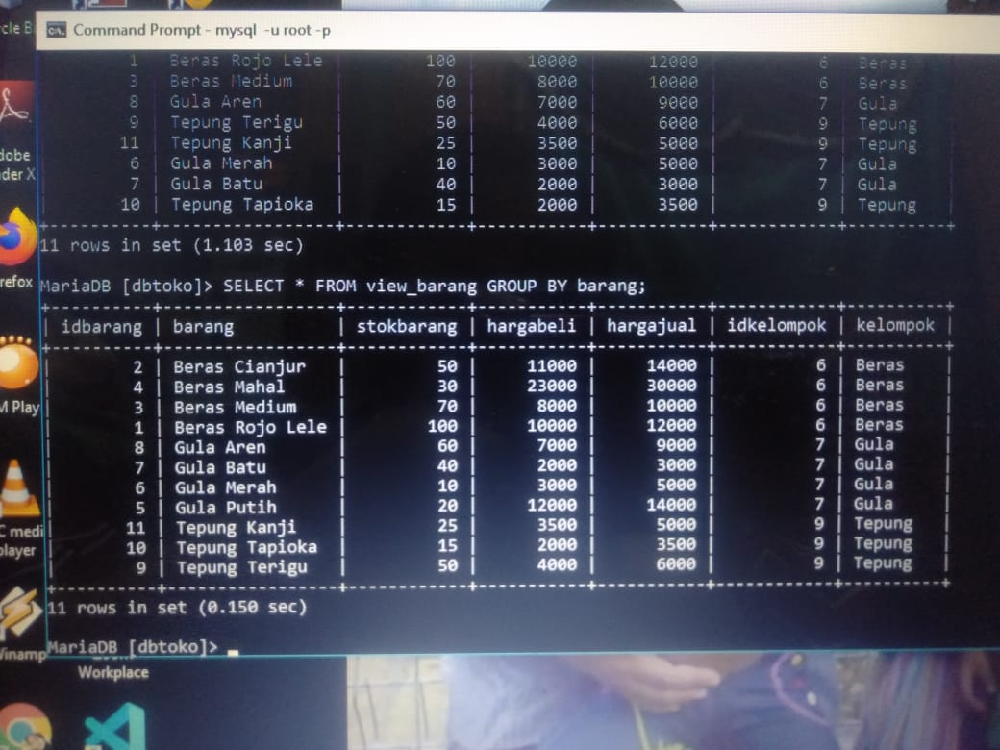 Command Prompt - mysql -u root -p
| 1 | Beras Rojo Lele | 100 | 10000 | 12000 | 6 | Beras |
| 3 | Beras Medium | 70 | 8000 | 10000 | 6 | Beras |
| 8 | Gula Aren | 60 | 7000 | 9000 | 7 | Gula |
| 9 | Tepung Terigu | 50 | 4000 | 6000 | 9 | Tepung |
| 11 | Tepung Kanji | 25 | 3500 | 5000 | 9 | Tepung |
| 6 | Gula Merah | 10 | 3000 | 5000 | 7 | Gula |
| 7 | Gula Batu | 40 | 2000 | 3000 | 7 | Gula |
| 10 | Tepung Tapioka | 15 | 2000 | 3500 | 9 | Tepung |
11 rows in set (1.103 sec)
MariaDB [dbtoko]> SELECT * FROM view_barang GROUP BY barang;
| idbarang | barang | stokbarang | hargabeli | hargajual | idkelompok | kelompok |
| 2 | Beras Cianjur | 50 | 11000 | 14000 | 6 | Beras |
| 4 | Beras Mahal | 30 | 23000 | 30000 | 6 | Beras |
| 3 | Beras Medium | 70 | 8000 | 10000 | 6 | Beras |
| 1 | Beras Rojo Lele | 100 | 10000 | 12000 | 6 | Beras |
| 8 | Gula Aren | 60 | 7000 | 9000 | 7 | Gula |
| 7 | Gula Batu | 40 | 2000 | 3000 | 7 | Gula |
| 6 | Gula Merah | 10 | 3000 | 5000 | 7 | Gula |
| 5 | Gula Putih | 20 | 12000 | 14000 | 7 | Gula |
| 11 | Tepung Kanji | 25 | 3500 | 5000 | 9 | Tepung |
| 10 | Tepung Tapioka | 15 | 2000 | 3500 | 9 | Tepung |
| 9 | Tepung Terigu | 50 | 4000 | 6000 | 9 | Tepung |
11 rows in set (0.150 sec)
MariaDB [dbtoko]>
cle B
dobe
der X
refox
M Play
C medi
player
Winamp
Workplace